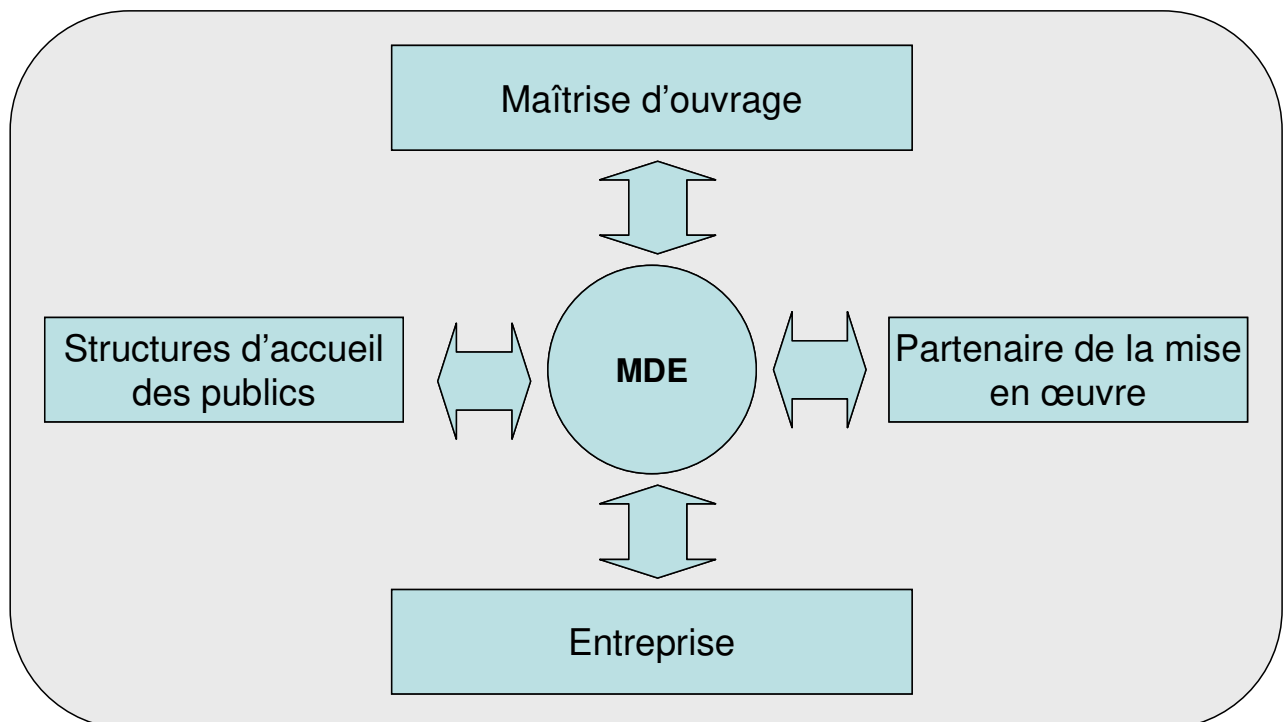 Maîtrise d’ouvrage
Structures d’accueil
des publics
MDE
Partenaire de la mise
en œuvre
Entreprise